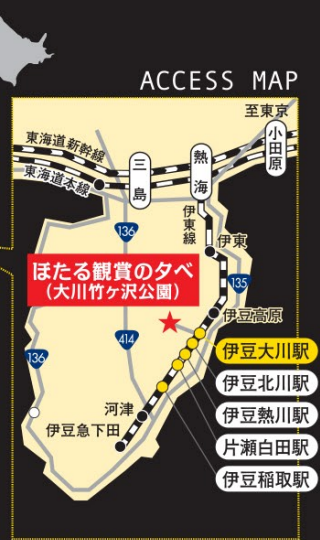 ACCESS MAP
至東京
小田原
東海道新幹線
熱海
三島
東海道本線
伊東線
136
伊東
ほたる観賞の夕べ
(大川竹ヶ沢公園)
135
伊豆高原
414
136
伊豆大川駅
伊豆北川駅
河津
伊豆熱川駅
伊豆急下田
片瀬白田駅
伊豆稲取駅